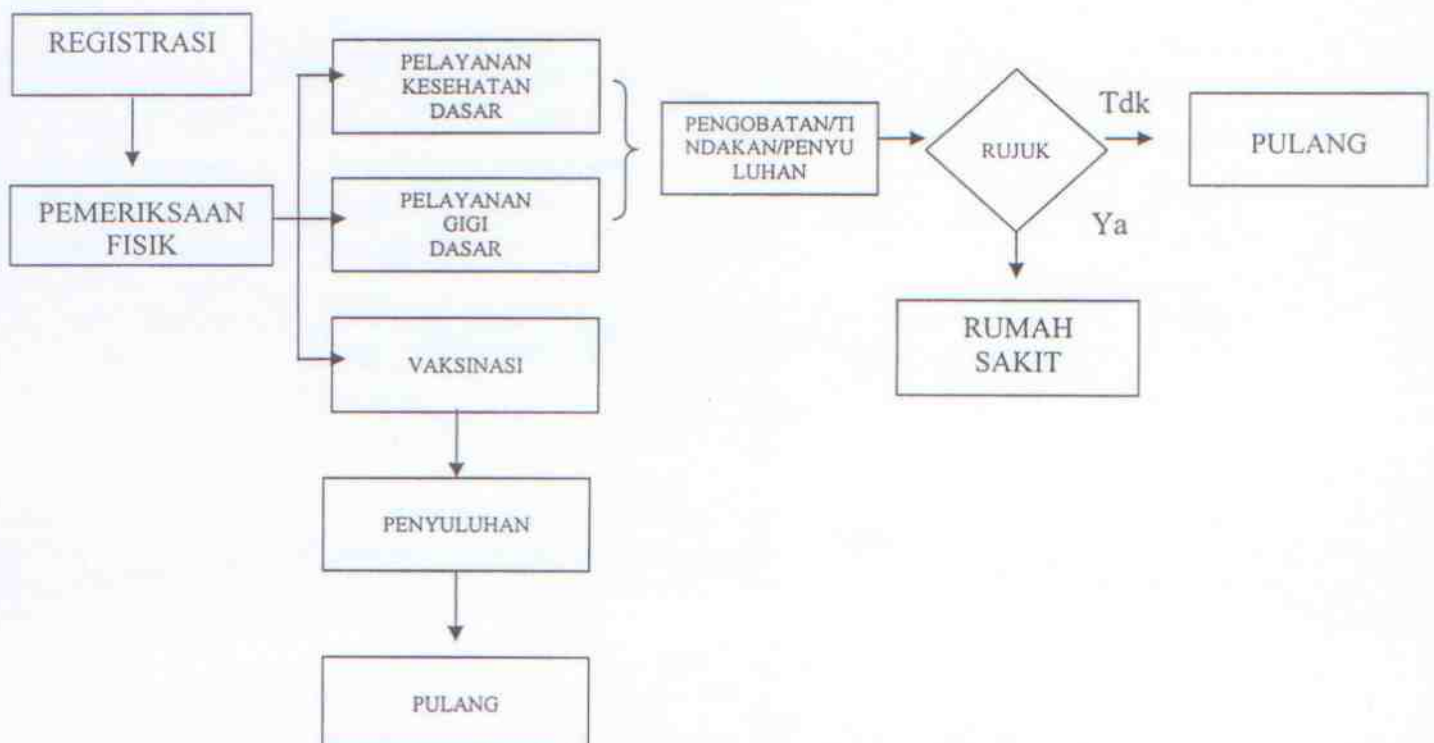 REGISTRASI
PEMERIKSAAN
FISIK
PELAYANAN
KESEHATAN
DASAR
PELAYANAN
GIGI
DASAR
VAKSINASI
PENYULUHAN
PULANG
PENGOBATAN/TI
NDAKAN/PENYU
LUHAN
RUJUK
Tdk
PULANG
Ya
RUMAH
SAKIT